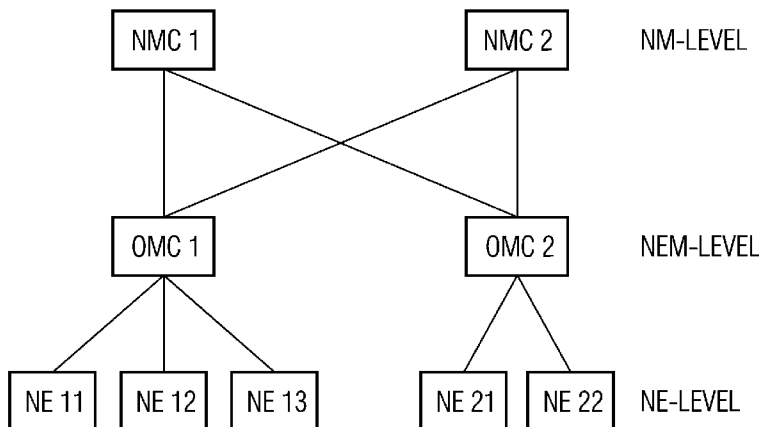 NMC 1 NMC 2 NM-LEVEL
OMC 1 OMC 2 NEM-LEVEL
NE 11 NE 12 NE 13 NE 21 NE 22 NE-LEVEL